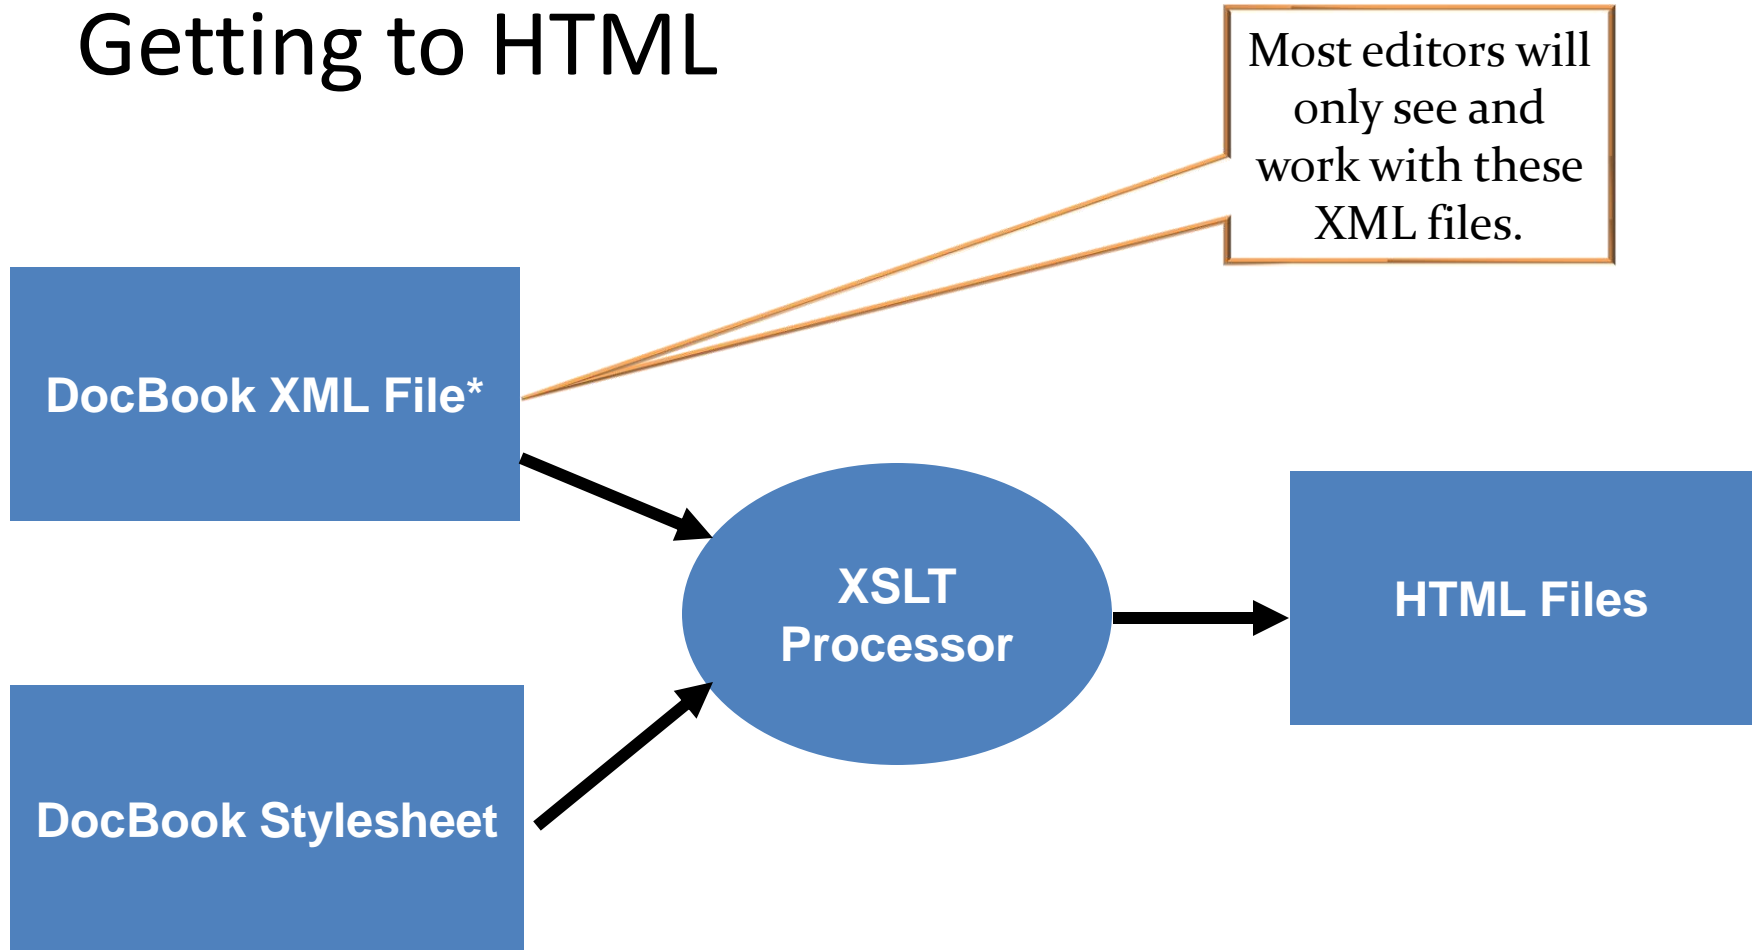 Getting to HTML
Most editors will
only see and
work with these
XML files.
DocBook XML File*
XSLT
Processor
HTML Files
DocBook Stylesheet